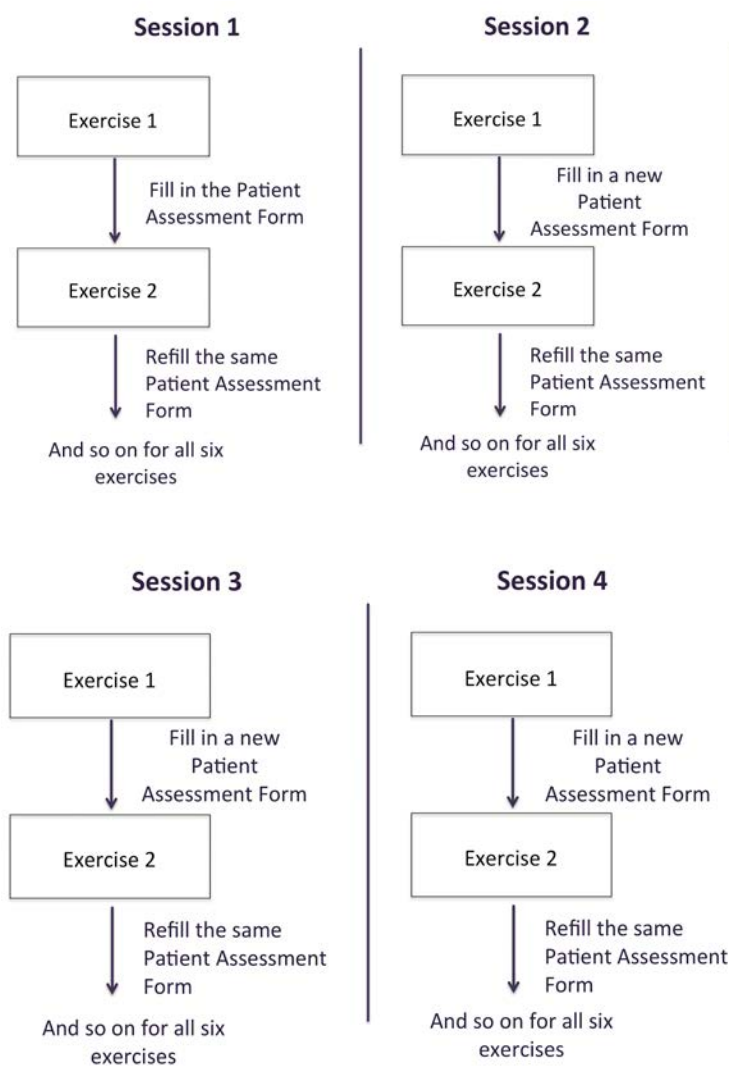 Session 1
Exercise 1
Fill in the Patient
Assessment Form
Exercise 2
Refill the same
Patient Assessment
Form
And so on for all six
exercises
Session 2
Exercise 1
Fill in a new
Patient
Assessment Form
Exercise 2
Refill the same
Patient Assessment
Form
And so on for all six
exercises
Session 3
Exercise 1
Fill in a new
Patient
Assessment Form
Exercise 2
Refill the same
Patient Assessment
Form
And so on for all six
exercises
Session 4
Exercise 1
Fill in a new
Patient
Assessment Form
Exercise 2
Refill the same
Patient Assessment
Form
And so on for all six
exercises